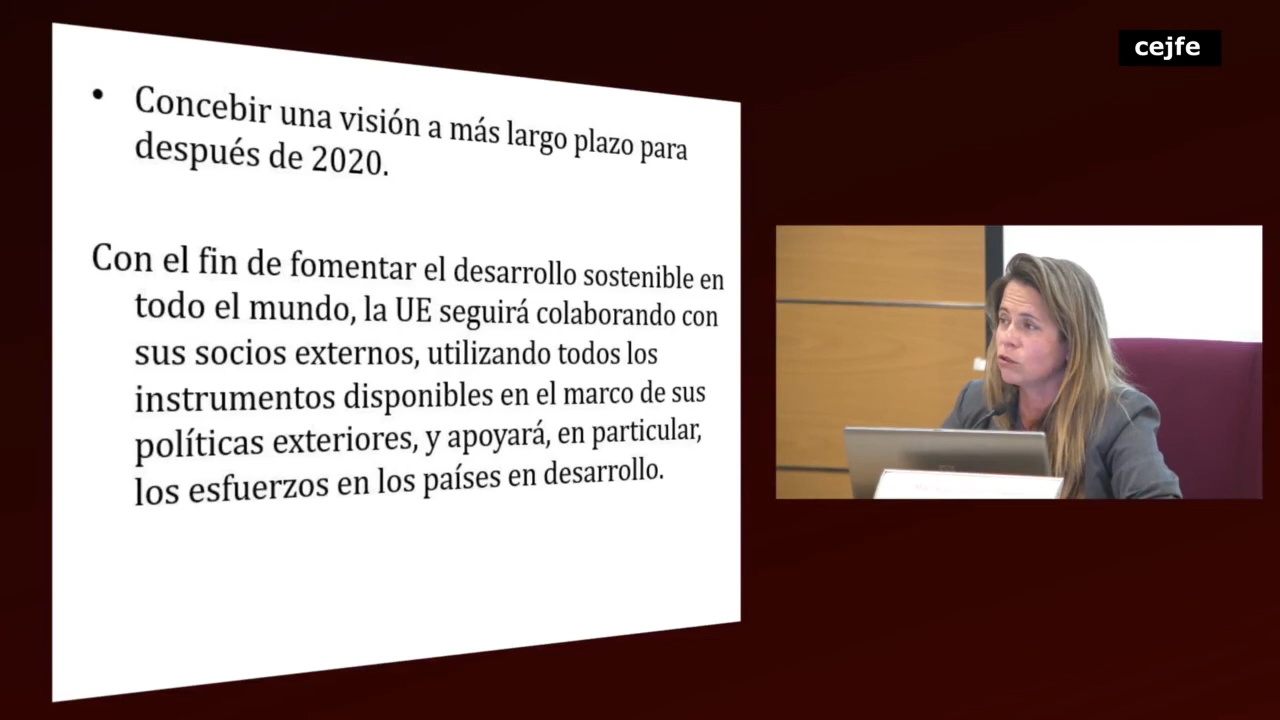 cejfe
• Concebir una visión a más largo plazo para
después de 2020.
Con el fin de fomentar el desarrollo sostenible en
todo el mundo, la UE seguirá colaborando con
sus socios externos, utilizando todos los
instrumentos disponibles en el marco de sus
políticas exteriores, y apoyará, en particular,
los esfuerzos en los países en desarrollo.